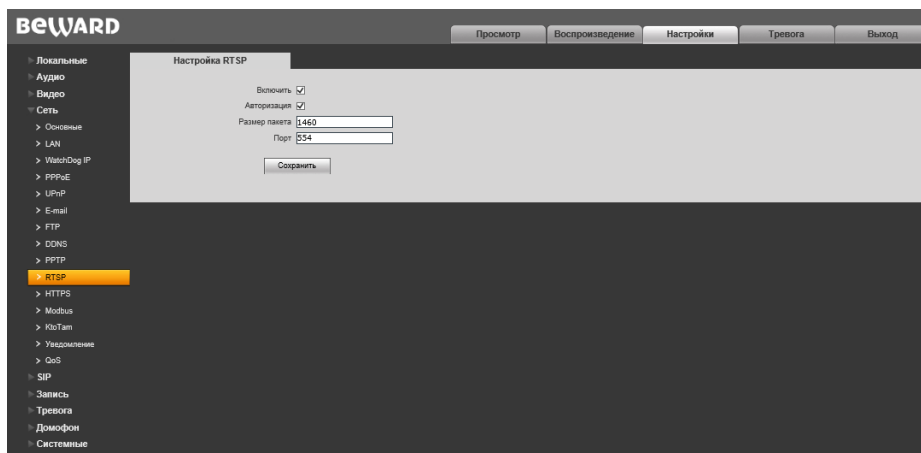 BEWARD
Просмотр
Воспроизведение
Настройки
Тревога
Выход
Локальные
Аудио
Видео
Сеть
Основные
LAN
WatchDog IP
PPPoE
UPnP
E-mail
FTP
DDNS
PPTP
RTSP
HTTPS
Modbus
KtoTam
Уведомление
QoS
SIP
Запись
Тревога
Домофон
Системные
Настройка RTSP
Включить
Авторизация
Размер пакета 1460
Порт 554
Сохранить